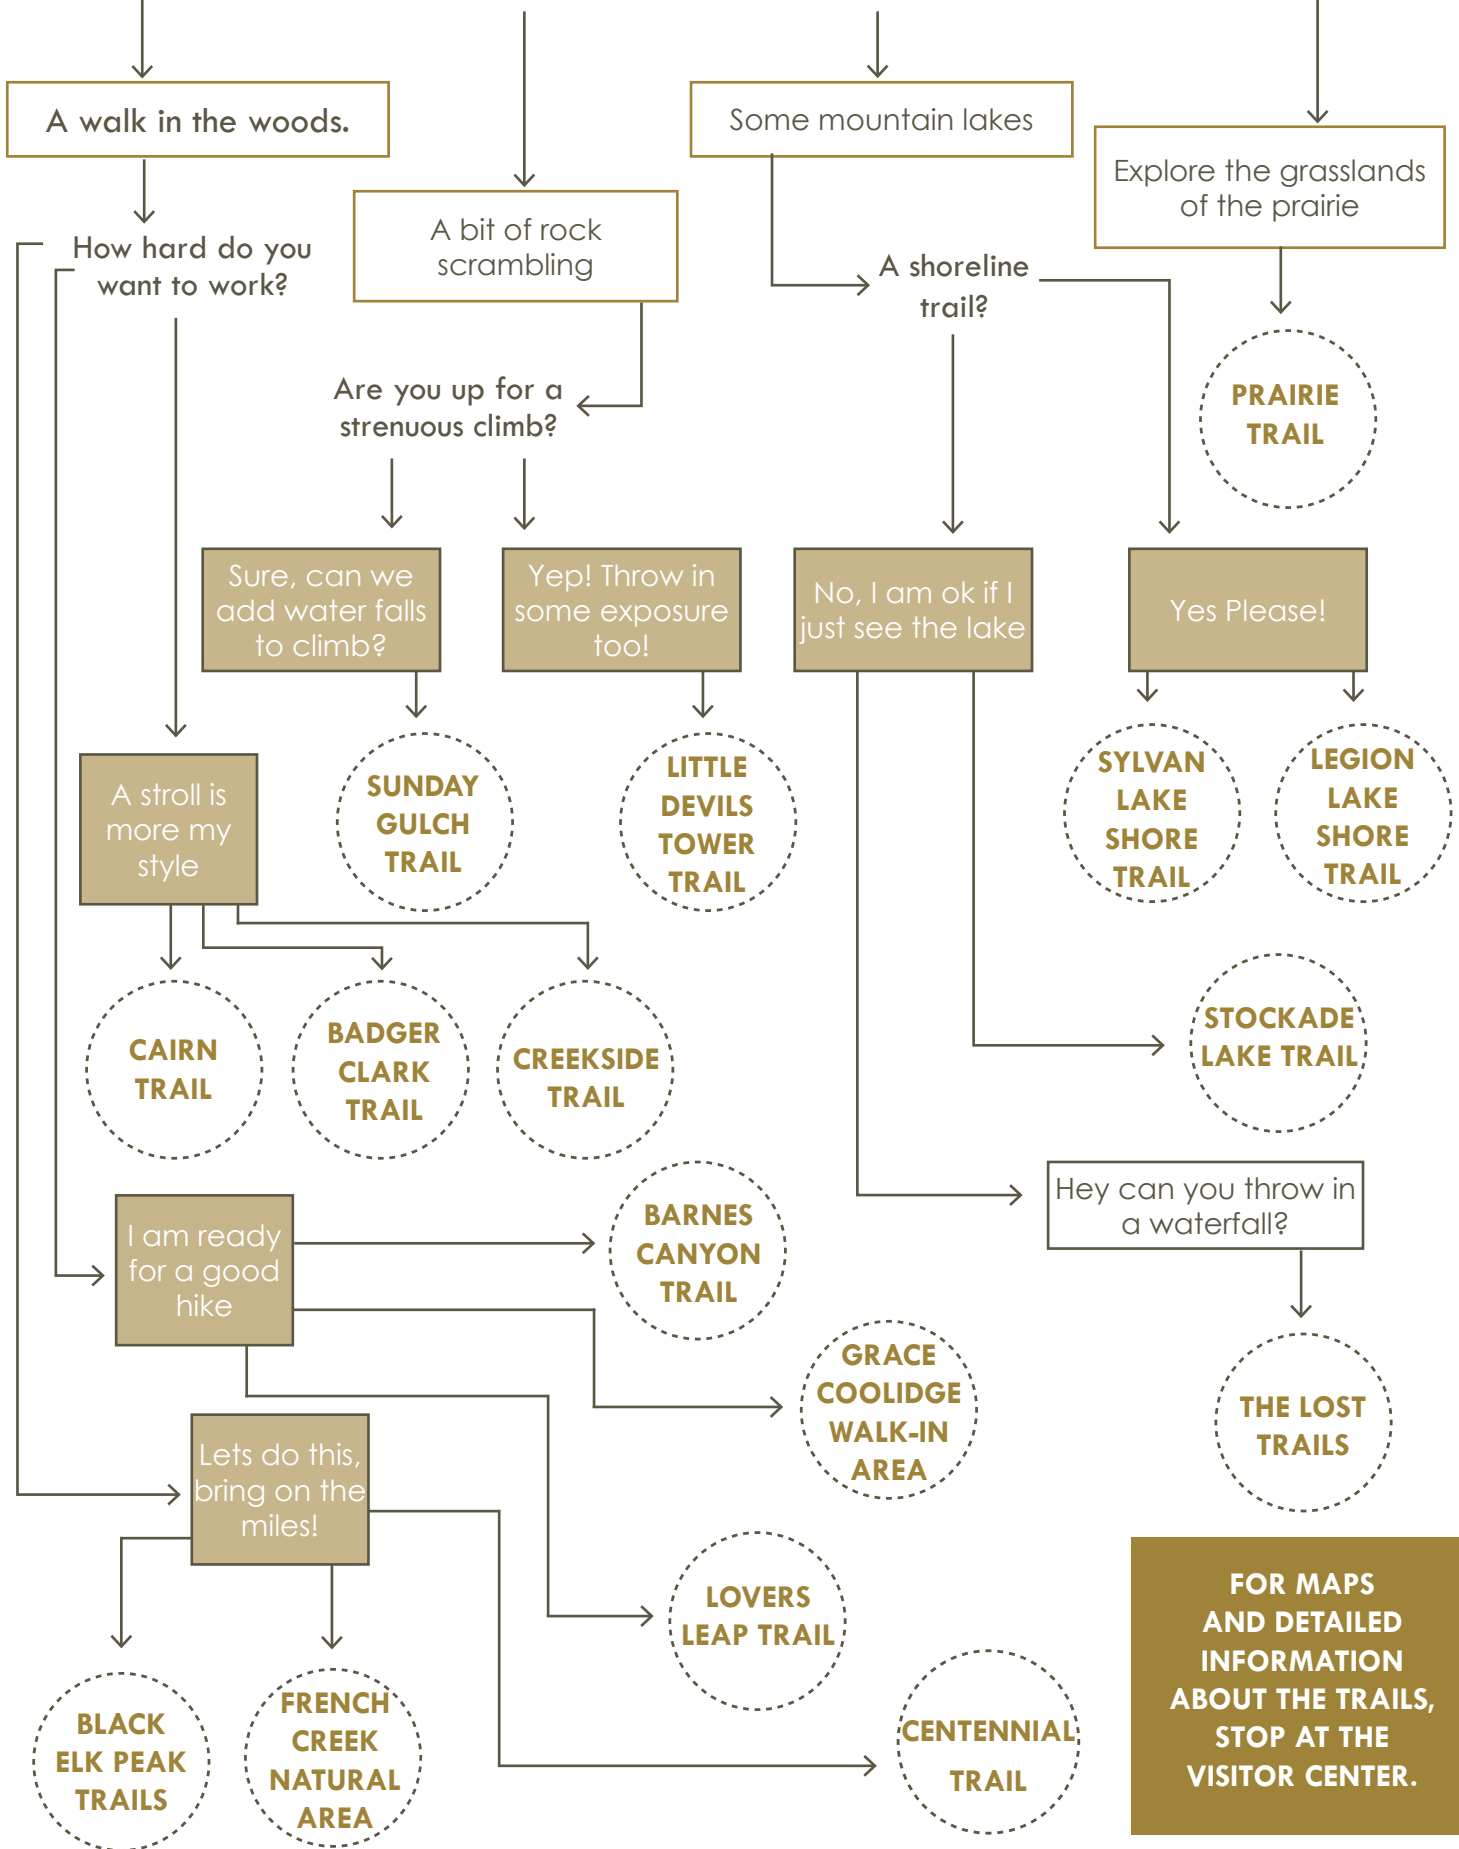 A walk in the woods.
Some mountain lakes
Explore the grasslands
of the prairie
A bit of rock
scrambling
How hard do you
want to work?
A shoreline
trail?
Are you up for a
strenuous climb?
PRAIRIE
TRAIL
Sure, can we
add water falls
to climb?
Yep! Throw in
some exposure
too!
No, I am ok if I
just see the lake
Yes Please!
A stroll is
more my
style
SUNDAY
GULCH
TRAIL
LITTLE
DEVILS
TOWER
TRAIL
SYLVAN
LAKE
SHORE
TRAIL
LEGION
LAKE
SHORE
TRAIL
CAIRN
TRAIL
BADGER
CLARK
TRAIL
CREEKSIDE
TRAIL
STOCKADE
LAKE TRAIL
I am ready
for a good
hike
BARNES
CANYON
TRAIL
Hey can you throw in
a waterfall?
GRACE
COOLIDGE
WALK-IN
AREA
THE LOST
TRAILS
Lets do this,
bring on the
miles!
LOVERS
LEAP TRAIL
BLACK
ELK PEAK
TRAILS
FRENCH
CREEK
NATURAL
AREA
CENTENNIAL
TRAIL
FOR MAPS
AND DETAILED
INFORMATION
ABOUT THE TRAILS,
STOP AT THE
VISITOR CENTER.